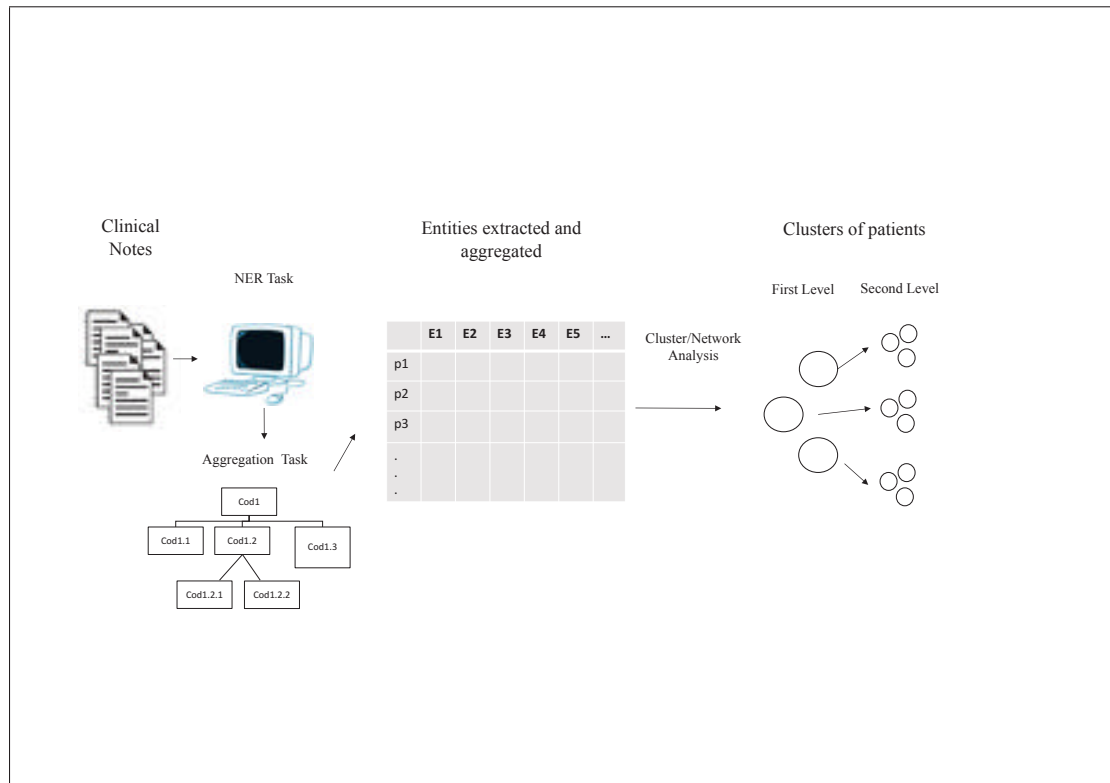 Clinical
Notes
NER Task
Aggregation Task
Cod1
Cod1.1 Cod1.2 Cod1.3
Cod1.2.1 Cod1.2.2
Entities extracted and
aggregated
E1 E2 E3 E4 E5 ...
p1
p2
p3
.
.
.
Cluster/Network
Analysis
Clusters of patients
First Level Second Level